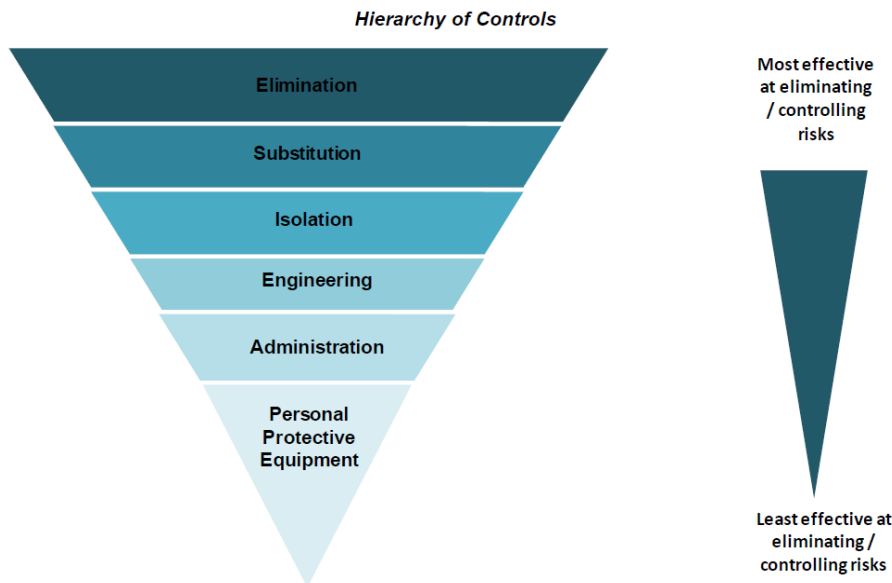 Hierarchy of Controls
Elimination
Substitution
Isolation
Engineering
Administration
Personal
Protective
Equipment
Most effective
at eliminating
/ controlling
risks
Least effective at
eliminating /
controlling risks